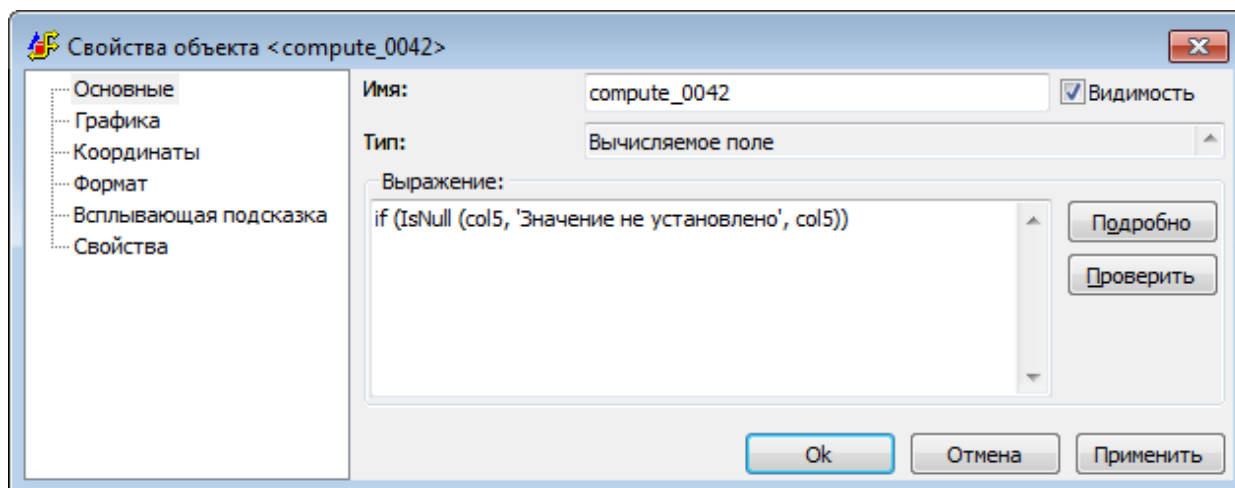 Свойства объекта <compute_0042>
Основные
Графика
Координаты
Формат
Всплывающая подсказка
Свойства
Имя: compute_0042 Видимость
Тип: Вычисляемое поле
Выражение:
if (IsNull (col5, 'Значение не установлено', col5))
Подробно
Проверить
Ok Отмена Применить